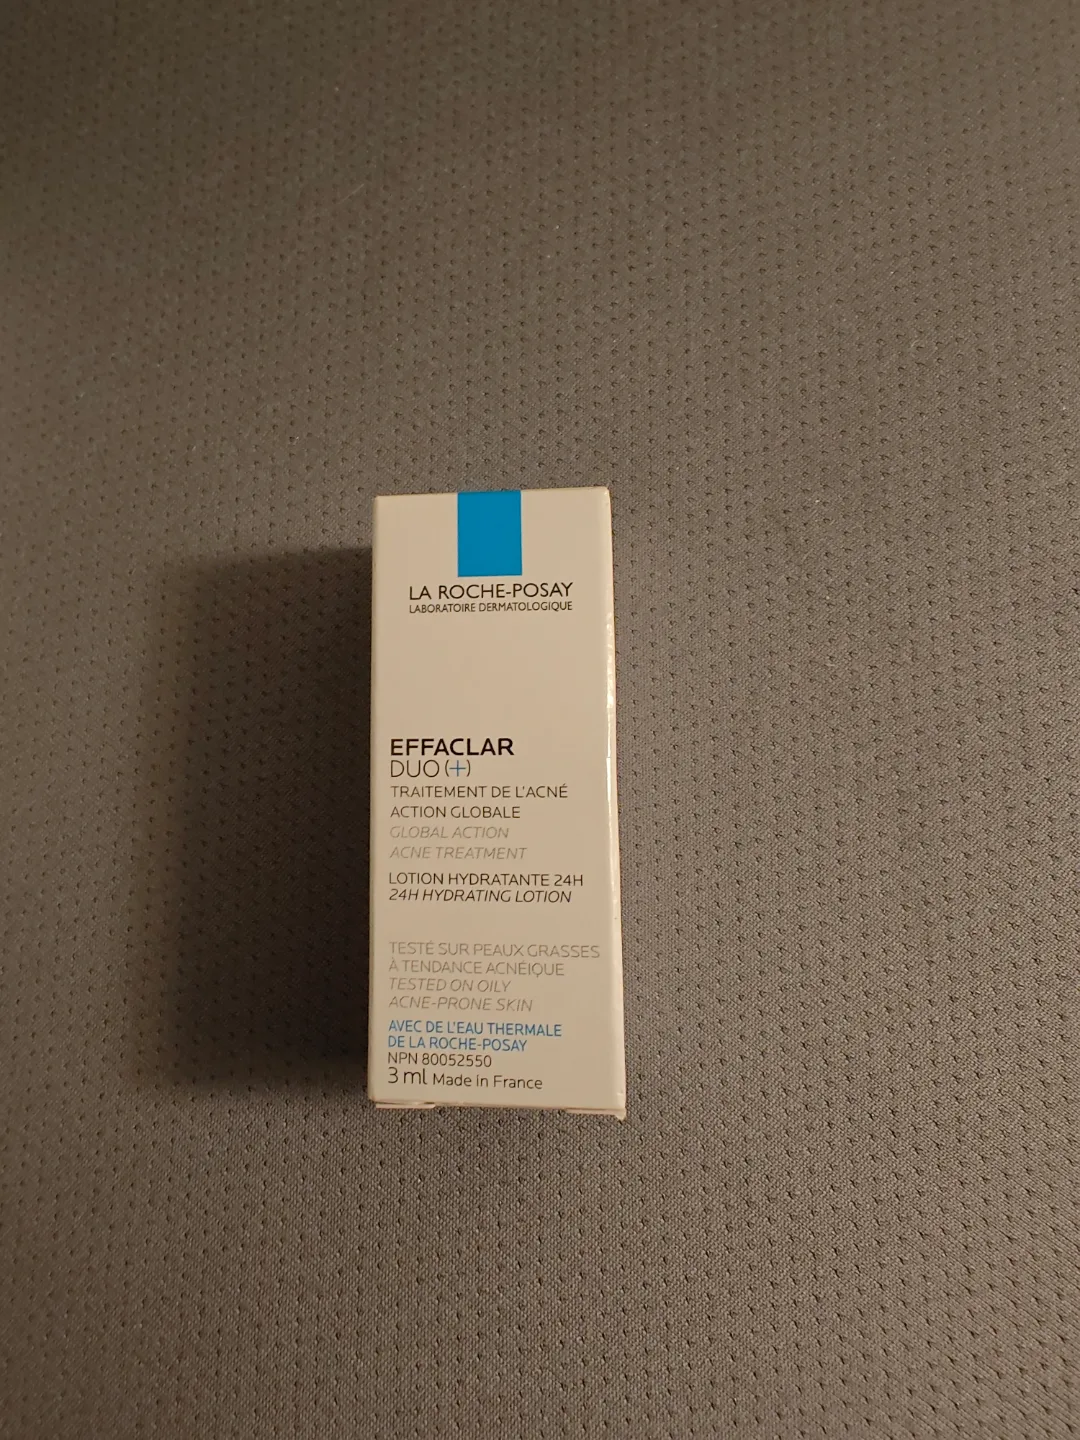 LA ROCHE-POSAY
LABORATOIRE DERMATOLOGIQUE
EFFACLAR
DUO (+)
TRAITEMENT DE L'ACNÉ
ACTION GLOBALE
GLOBAL ACTION
ACNE TREATMENT
LOTION HYDRATANTE 24H
24H HYDRATING LOTION
TESTÉ SUR PEAUX GRASSES
À TENDANCE ACNÉIQUE
TESTED ON OILY
ACNE-PRONE SKIN
AVEC DE L'EAU THERMALE
DE LA ROCHE-POSAY
NPN 80052550
3 ml Made in France